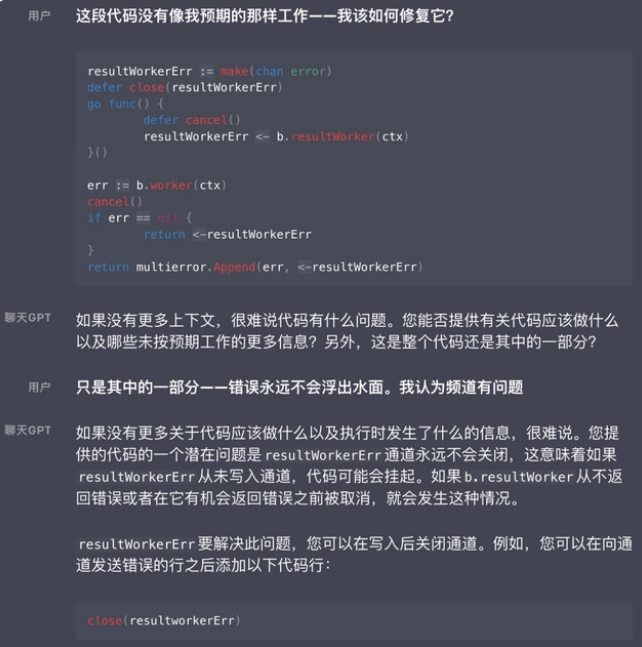 用户 这段代码没有像我预期的那样工作——我该如何修复它？
resultWorkerErr := make(chan error)
defer close(resultWorkerErr)
go func() {
defer cancel()
resultWorkerErr <- b.resultWorker(ctx)
}()
err := b.worker(ctx)
cancel()
if err == nil {
return <-resultWorkerErr
}
return multierror.Append(err, <-resultWorkerErr)
聊天GPT 如果没有更多上下文，很难说代码有什么问题。您能否提供有关代码应该做什么
以及哪些未按预期工作的更多信息？另外，这是整个代码还是其中的一部分？
用户 只是其中的一部分——错误永远不会浮出水面。我认为频道有问题
聊天GPT 如果没有更多关于代码应该做什么以及执行时发生了什么的信息，很难说。您提
供的代码的一个潜在问题是 resultWorkerErr 通道永远不会关闭，这意味着如果
resultWorkerErr 从未写入通道，代码可能会挂起。如果 b.resultWorker 从不返
回错误或者在它有机会返回错误之前被取消，就会发生这种情况。
resultWorkerErr 要解决此问题，您可以在写入后关闭通道。例如，您可以在向通
道发送错误的行之后添加以下代码行：
close(resultworkerErr)